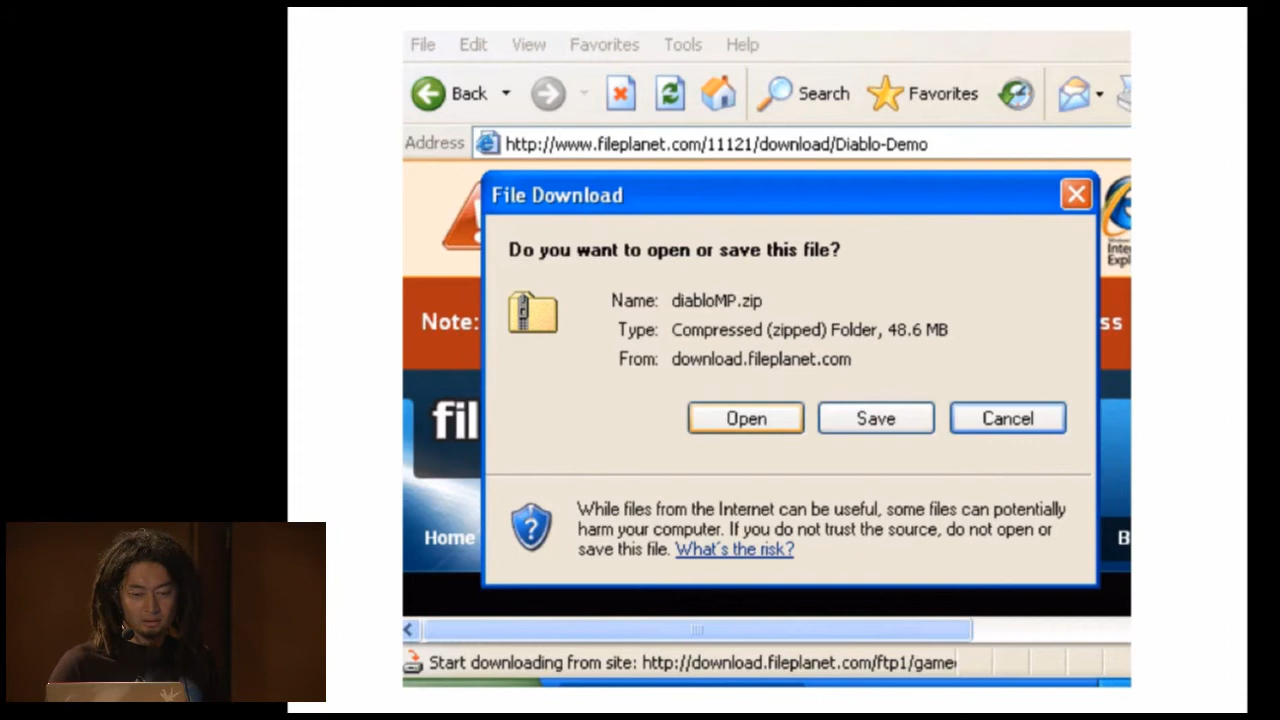 File Edit View Favorites Tools Help
Back Search Favorites
Address http://www.fileplanet.com/11121/download/Diablo-Demo
File Download
Do you want to open or save this file?
Name: diabloMP.zip
Type: Compressed (zipped) Folder, 48.6 MB
From: download.fileplanet.com
Note:
ss
fil
Open Save Cancel
While files from the Internet can be useful, some files can potentially
harm your computer. If you do not trust the source, do not open or
save this file. What's the risk?
Home
B
Inte
Expl
Start downloading from site: http://download.fileplanet.com/ftp1/game